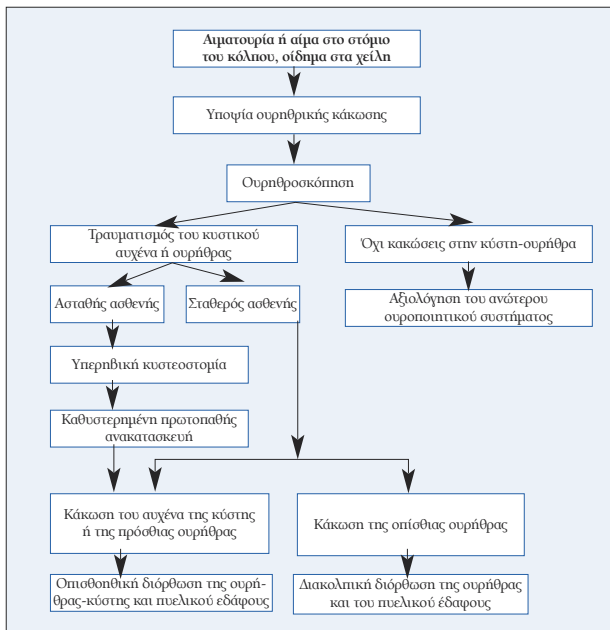 Αιματουρία ή αίμα στο στόμιο
του κόλπου, οίδημα στα χείλη
Υποψία ουρηθρικής κάκωσης
Ουρηθροσκόπηση
Τραυματισμός του κυστικού
αυχένα ή ουρήθρας
Όχι κακώσεις στην κύστη-ουρήθρα
Ασταθής ασθενής
Σταθερός ασθενής
Αξιολόγηση του ανώτερου
ουροποιητικού συστήματος
Υπερηβική κυστεοστομία
Καθυστερημένη πρωτοπαθής
ανακατασκευή
Κάκωση του αυχένα της κύστης
ή της πρόσθιας ουρήθρας
Κάκωση της οπίσθιας ουρήθρας
Οπισθοηβική διόρθωση της ουρή-
θρας-κύστης και πυελικού εδάφους
Διακολπική διόρθωση της ουρήθρας
και του πυελικού έδαφους